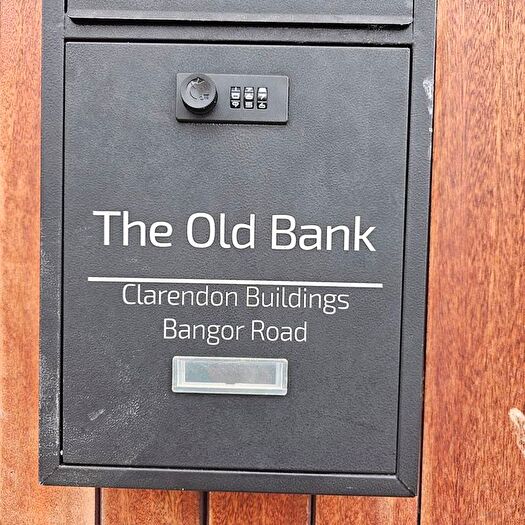 The Old Bank
Clarendon Buildings
Bangor Road